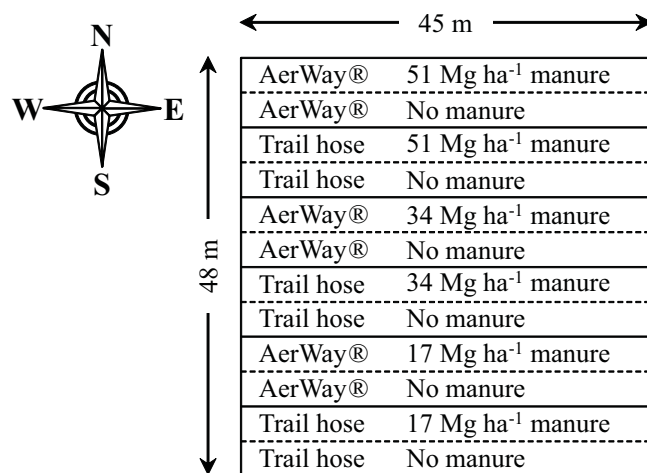 45 m
N
W E
S
48 m
AerWay® 51 Mg ha⁻¹ manure
AerWay® No manure
Trail hose 51 Mg ha⁻¹ manure
Trail hose No manure
AerWay® 34 Mg ha⁻¹ manure
AerWay® No manure
Trail hose 34 Mg ha⁻¹ manure
Trail hose No manure
AerWay® 17 Mg ha⁻¹ manure
AerWay® No manure
Trail hose 17 Mg ha⁻¹ manure
Trail hose No manure